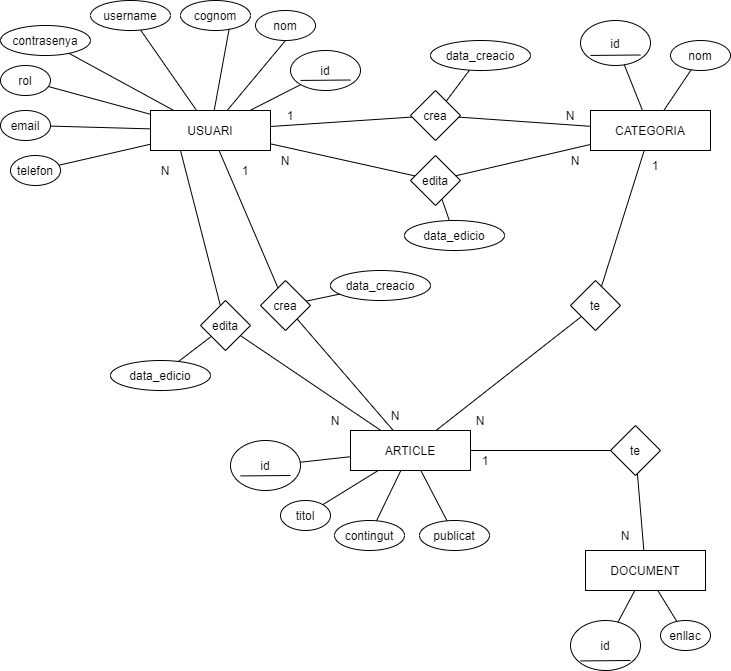 username
cognom
nom
contrasenya
id
id
data_creacio
nom
rol
id
email
USUARI
1
crea
N
CATEGORIA
telefon
N
1
N
edita
N
1
data_edicio
data_creacio
crea
te
edita
data_edicio
N
N
N
id
ARTICLE
1
te
titol
contingut
publicat
N
DOCUMENT
id
enllac